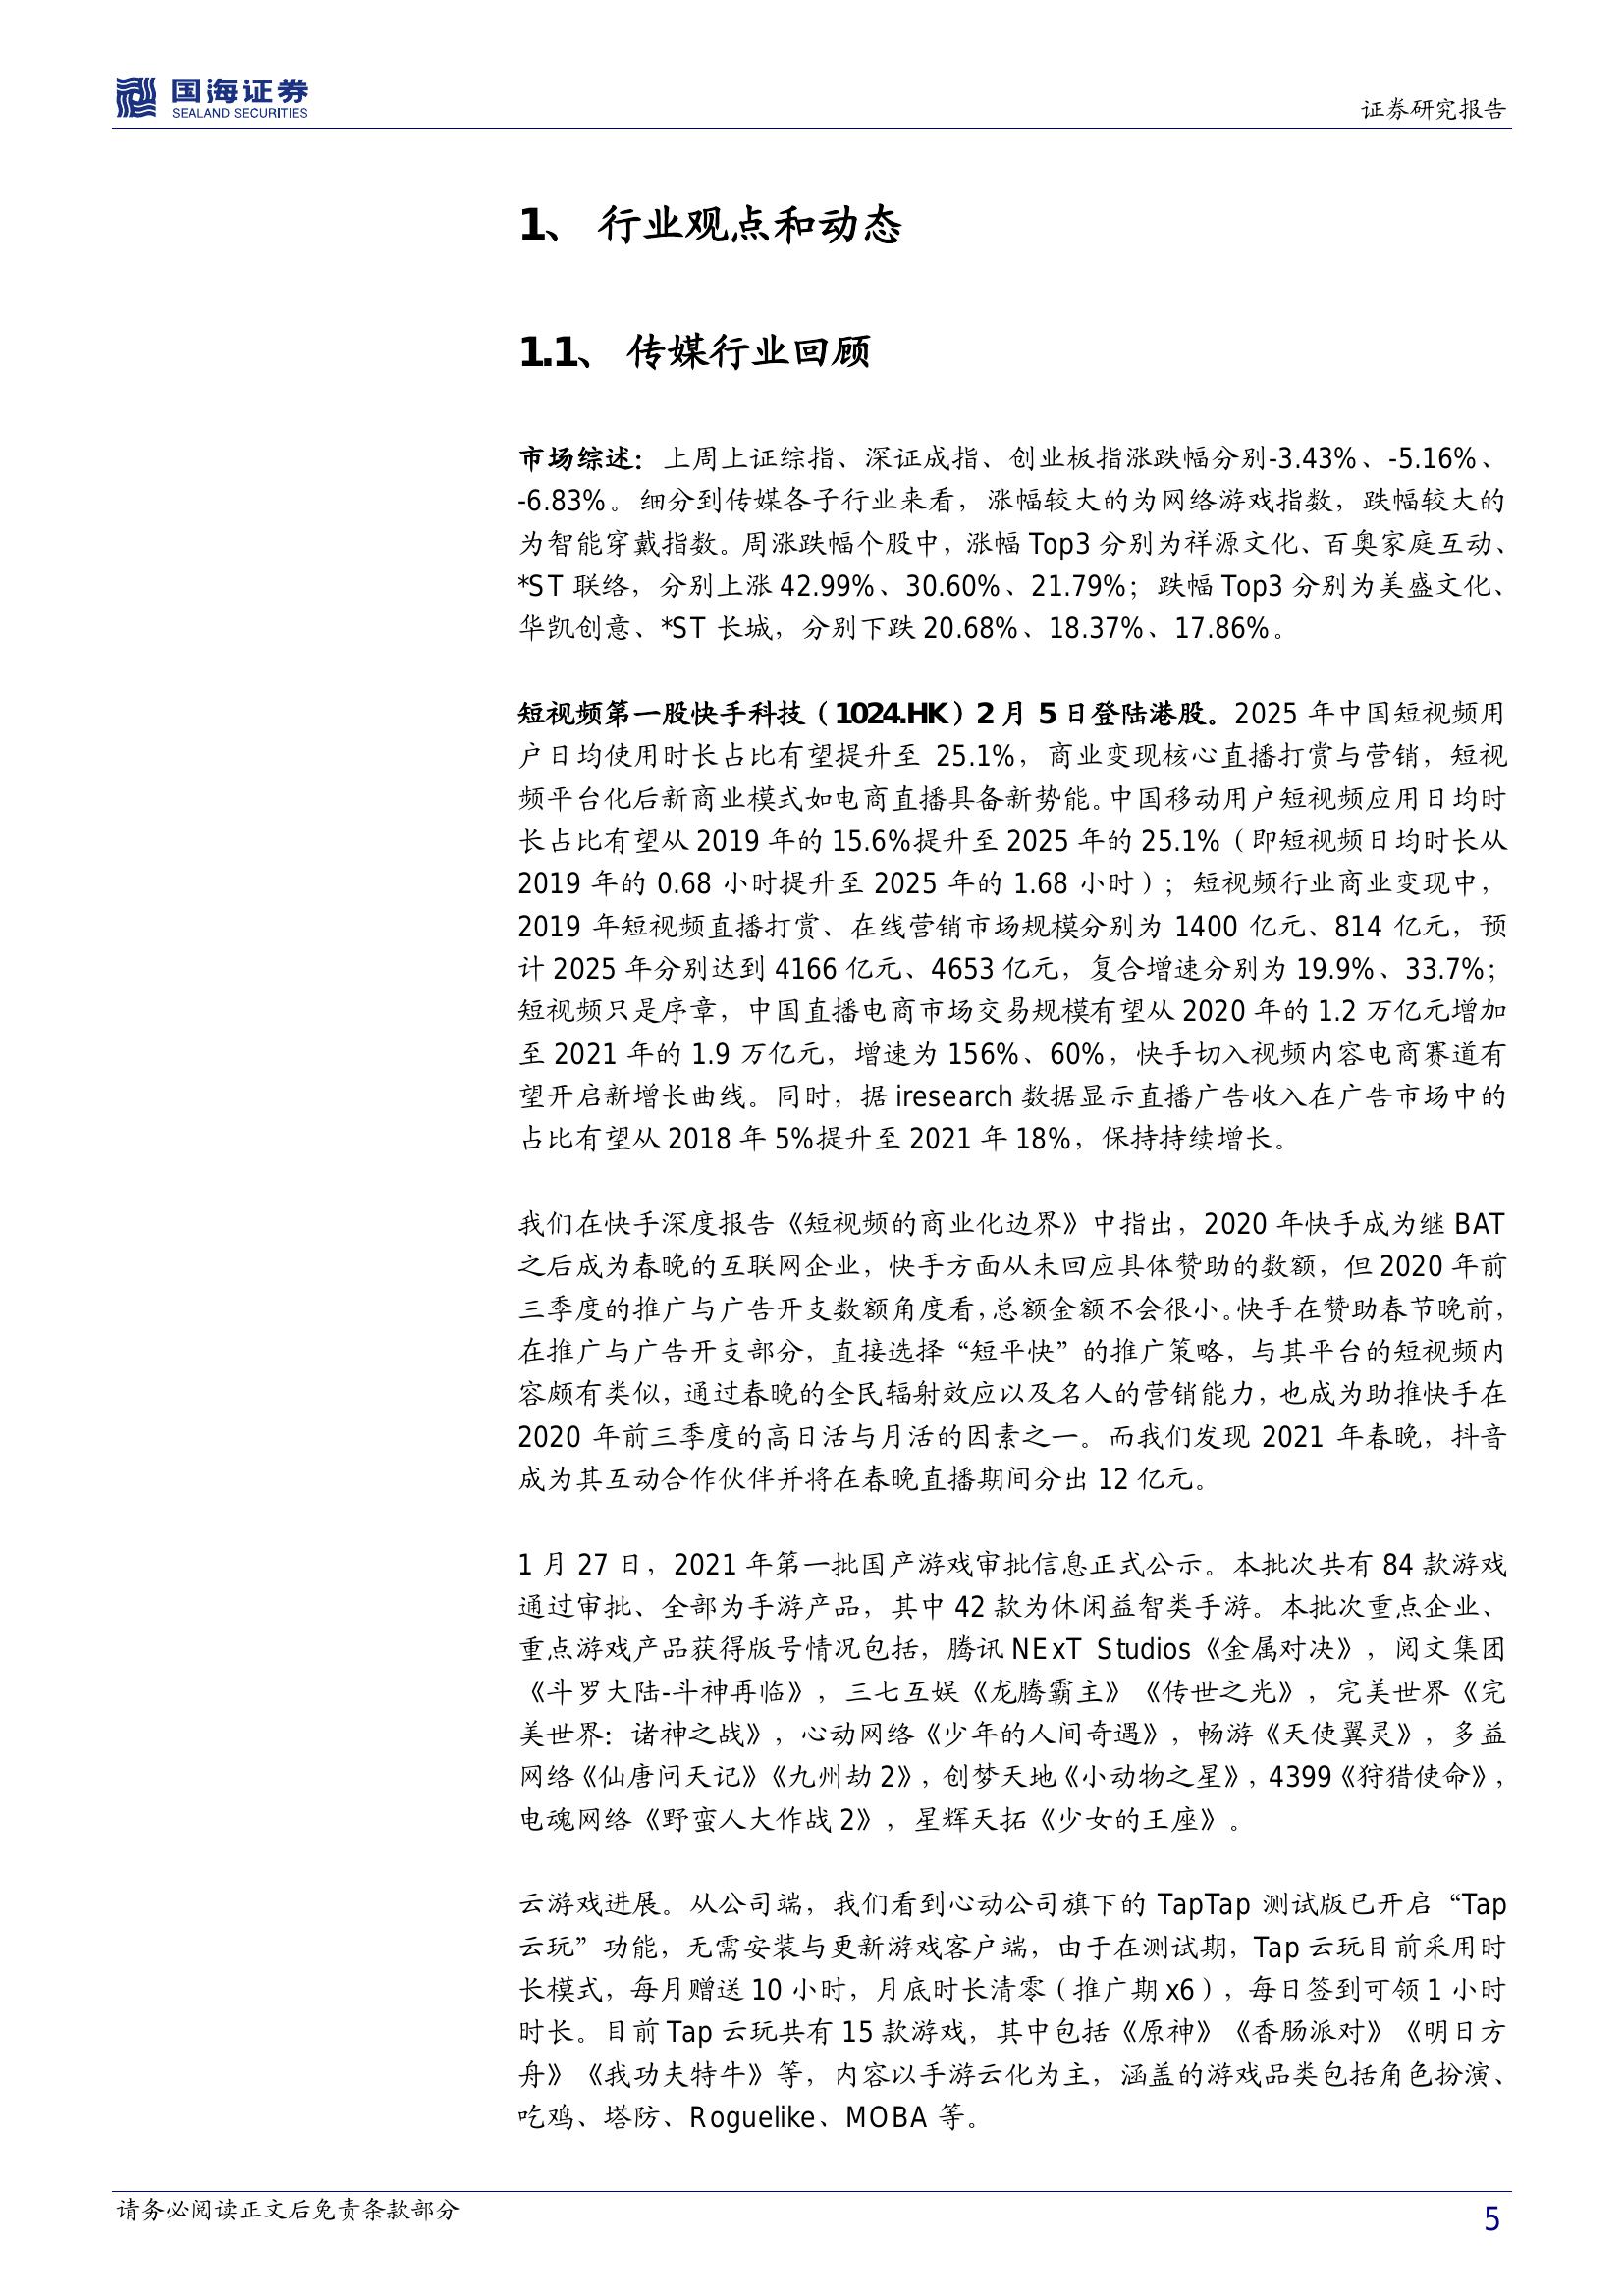 国海证券
SEALAND SECURITIES
证券研究报告
1、 行业观点和动态
1.1、 传媒行业回顾
市场综述：上周上证综指、深证成指、创业板指涨跌幅分别-3.43%、-5.16%、
-6.83%。细分到传媒各子行业来看，涨幅较大的为网络游戏指数，跌幅较大的
为智能穿戴指数。周涨跌幅个股中，涨幅 Top3 分别为祥源文化、百奥家庭互动、
*ST 联络，分别上涨 42.99%、30.60%、21.79%；跌幅 Top3 分别为美盛文化、
华凯创意、*ST 长城，分别下跌 20.68%、18.37%、17.86%。
短视频第一股快手科技（1024.HK）2 月 5 日登陆港股。2025 年中国短视频用
户日均使用时长占比有望提升至 25.1%，商业变现核心直播打赏与营销，短视
频平台化后新商业模式如电商直播具备新势能。中国移动用户短视频应用日均时
长占比有望从 2019 年的 15.6%提升至 2025 年的 25.1%（即短视频日均时长从
2019 年的 0.68 小时提升至 2025 年的 1.68 小时）；短视频行业商业变现中，
2019 年短视频直播打赏、在线营销市场规模分别为 1400 亿元、814 亿元，预
计 2025 年分别达到 4166 亿元、4653 亿元，复合增速分别为 19.9%、33.7%；
短视频只是序章，中国直播电商市场交易规模有望从 2020 年的 1.2 万亿元增加
至 2021 年的 1.9 万亿元，增速为 156%、60%，快手切入视频内容电商赛道有
望开启新增长曲线。同时，据 iresearch 数据显示直播广告收入在广告市场中的
占比有望从 2018 年 5%提升至 2021 年 18%，保持持续增长。
我们在快手深度报告《短视频的商业化边界》中指出，2020 年快手成为继 BAT
之后成为春晚的互联网企业，快手方面从未回应具体赞助的数额，但 2020 年前
三季度的推广与广告开支数额角度看，总额金额不会很小。快手在赞助春节晚前，
在推广与广告开支部分，直接选择“短平快”的推广策略，与其平台的短视频内
容颇有类似，通过春晚的全民辐射效应以及名人的营销能力，也成为助推快手在
2020 年前三季度的高日活与月活的因素之一。而我们发现 2021 年春晚，抖音
成为其互动合作伙伴并将在春晚直播期间分出 12 亿元。
1 月 27 日，2021 年第一批国产游戏审批信息正式公示。本批次共有 84 款游戏
通过审批、全部为手游产品，其中 42 款为休闲益智类手游。本批次重点企业、
重点游戏产品获得版号情况包括，腾讯 NExT Studios《金属对决》，阅文集团
《斗罗大陆-斗神再临》，三七互娱《龙腾霸主》《传世之光》，完美世界《完
美世界：诸神之战》，心动网络《少年的人间奇遇》，畅游《天使翼灵》，多益
网络《仙唐问天记》《九州劫 2》，创梦天地《小动物之星》，4399《狩猎使命》，
电魂网络《野蛮人大作战 2》，星辉天拓《少女的王座》。
云游戏进展。从公司端，我们看到心动公司旗下的 TapTap 测试版已开启“Tap
云玩”功能，无需安装与更新游戏客户端，由于在测试期，Tap 云玩目前采用时
长模式，每月赠送 10 小时，月底时长清零（推广期 x6），每日签到可领 1 小时
时长。目前 Tap 云玩共有 15 款游戏，其中包括《原神》《香肠派对》《明日方
舟》《我功夫特牛》等，内容以手游云化为主，涵盖的游戏品类包括角色扮演、
吃鸡、塔防、Roguelike、MOBA 等。
请务必阅读正文后免责条款部分
5